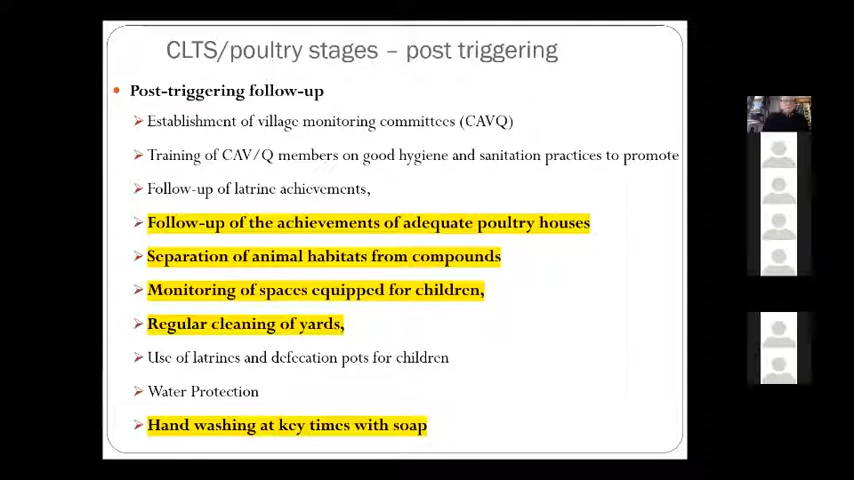 CLTS/poultry stages – post triggering
Post-triggering follow-up
Establishment of village monitoring committees (CAVQ)
Training of CAV/Q members on good hygiene and sanitation practices to promote
Follow-up of latrine achievements,
Follow-up of the achievements of adequate poultry houses
Separation of animal habitats from compounds
Monitoring of spaces equipped for children,
Regular cleaning of yards,
Use of latrines and defecation pots for children
Water Protection
Hand washing at key times with soap